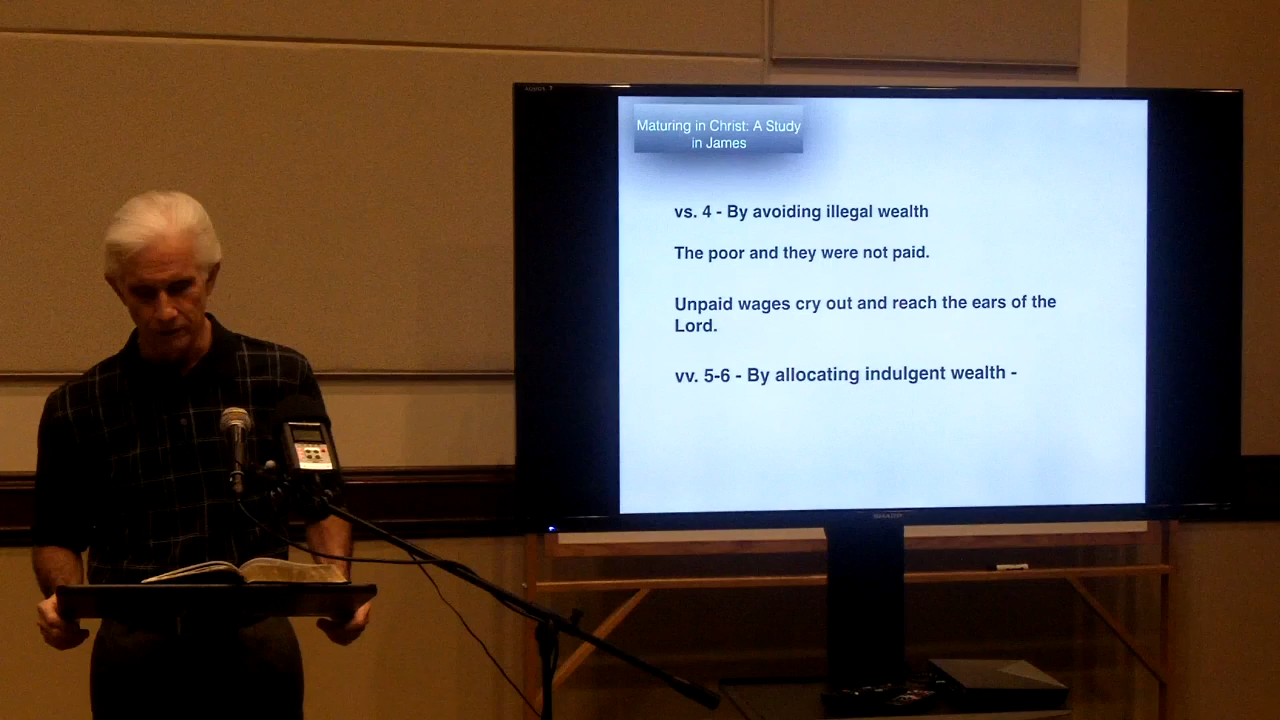 Maturing in Christ: A Study
in James
vs. 4 - By avoiding illegal wealth
The poor and they were not paid.
Unpaid wages cry out and reach the ears of the
Lord.
vv. 5-6 - By allocating indulgent wealth -
SHARP